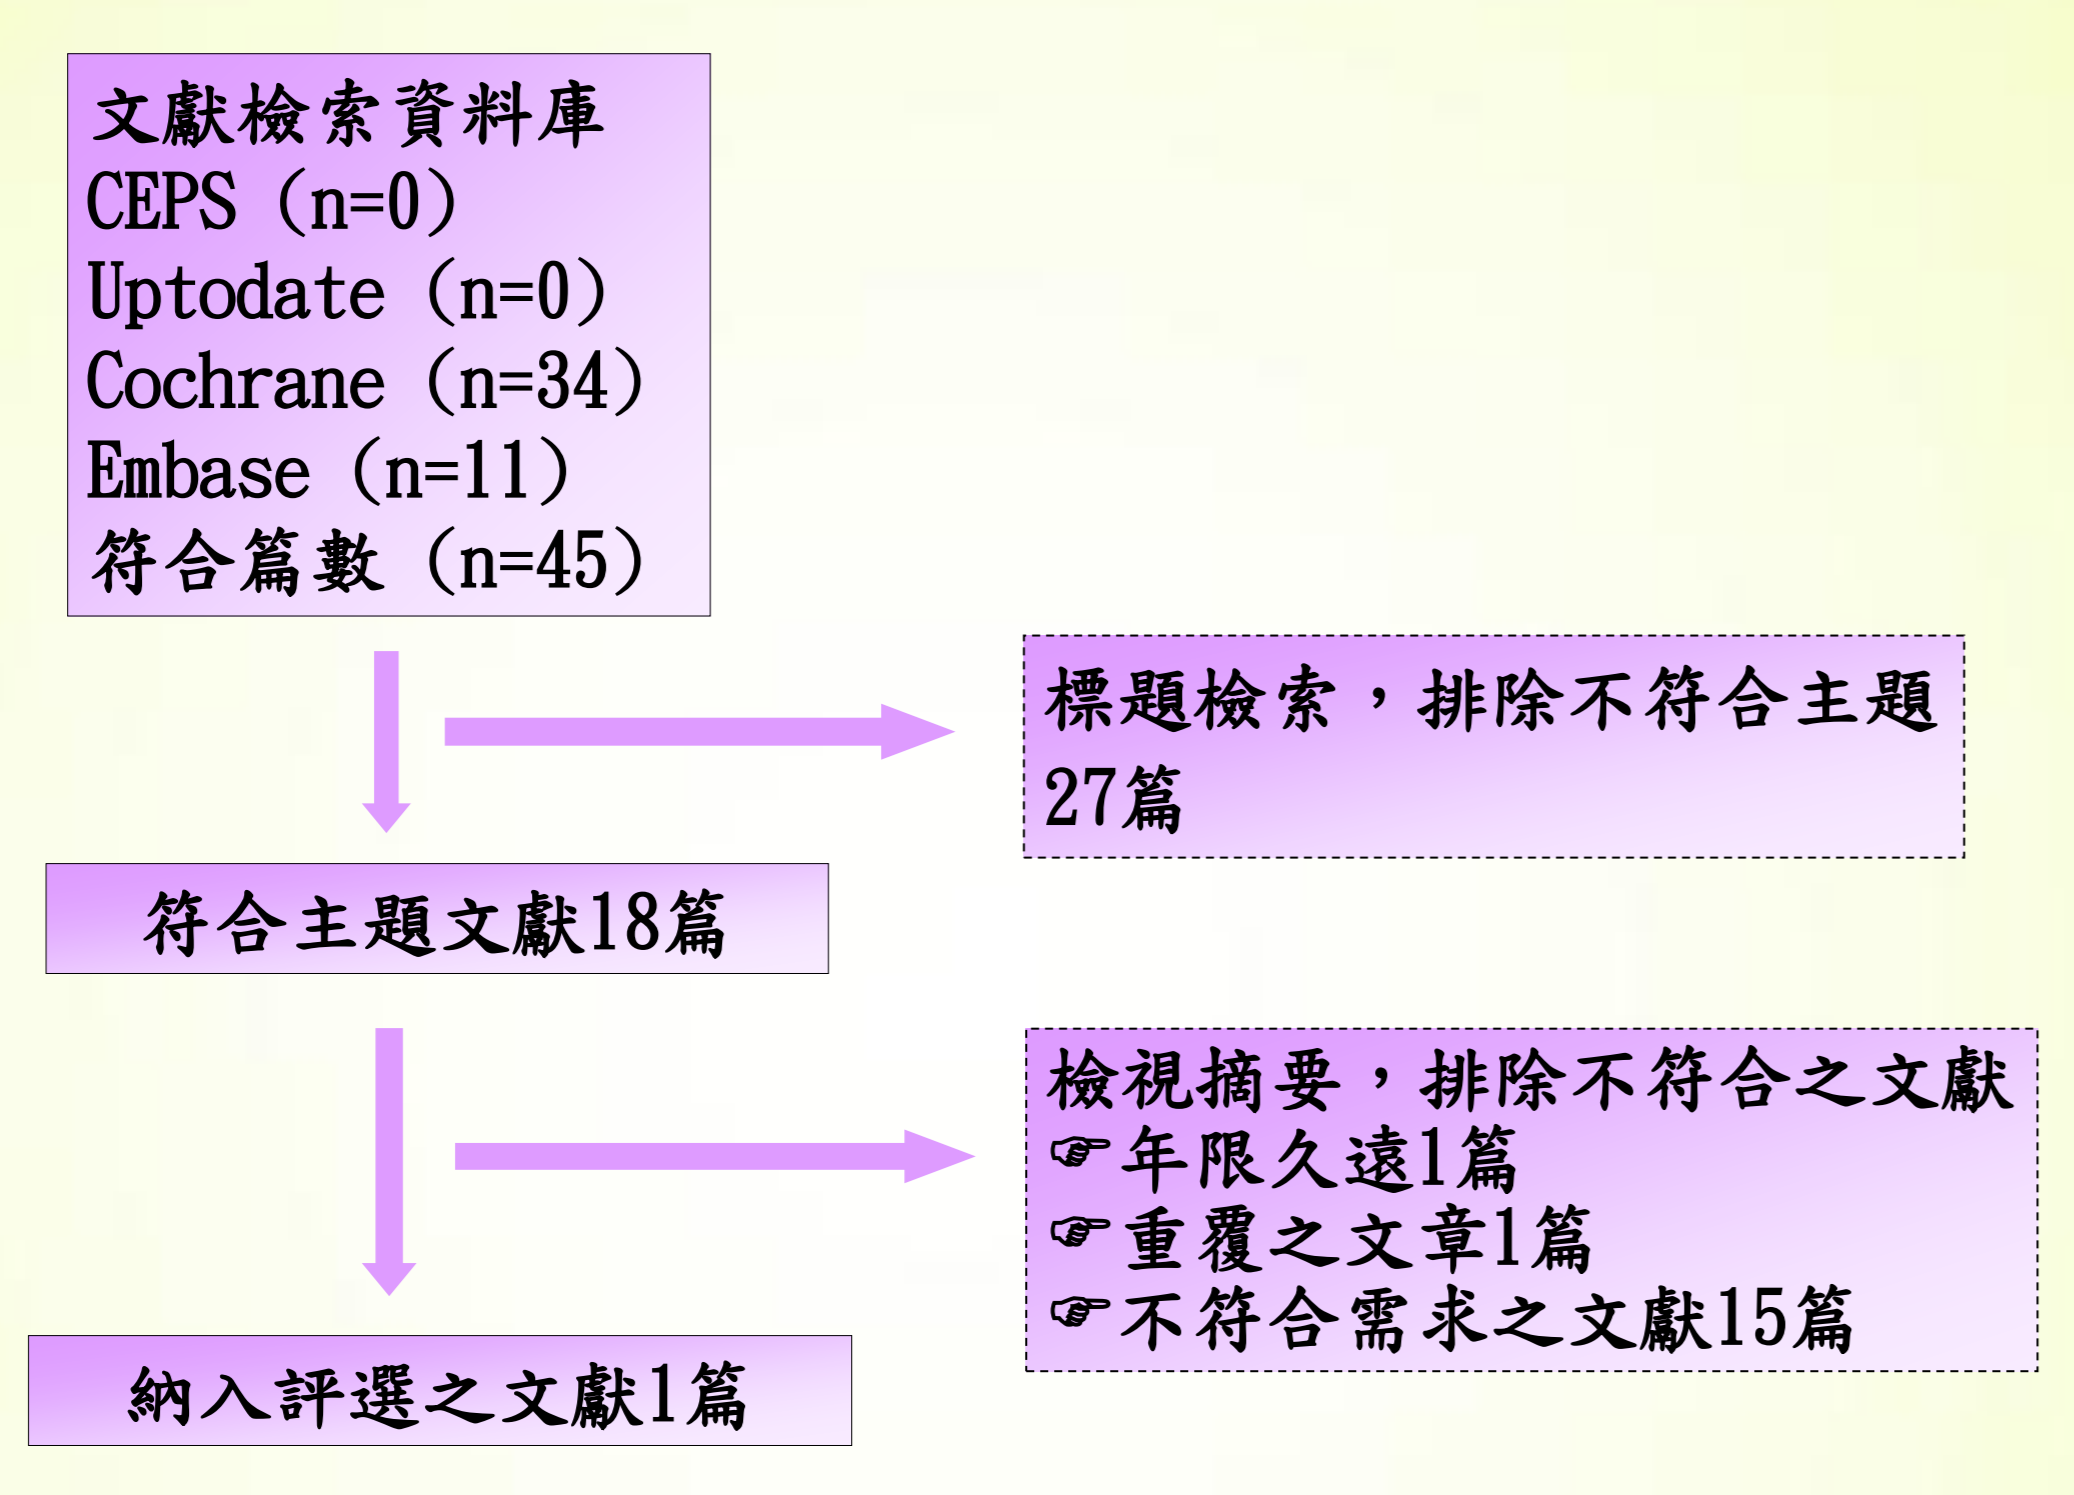 文獻檢索資料庫
CEPS (n=0)
Uptodate (n=0)
Cochrane (n=34)
Embase (n=11)
符合篇數 (n=45)
標題檢索，排除不符合主題
27篇
符合主題文獻18篇
檢視摘要，排除不符合之文獻
☞年限久遠1篇
☞重覆之文章1篇
☞不符合需求之文獻15篇
納入評選之文獻1篇